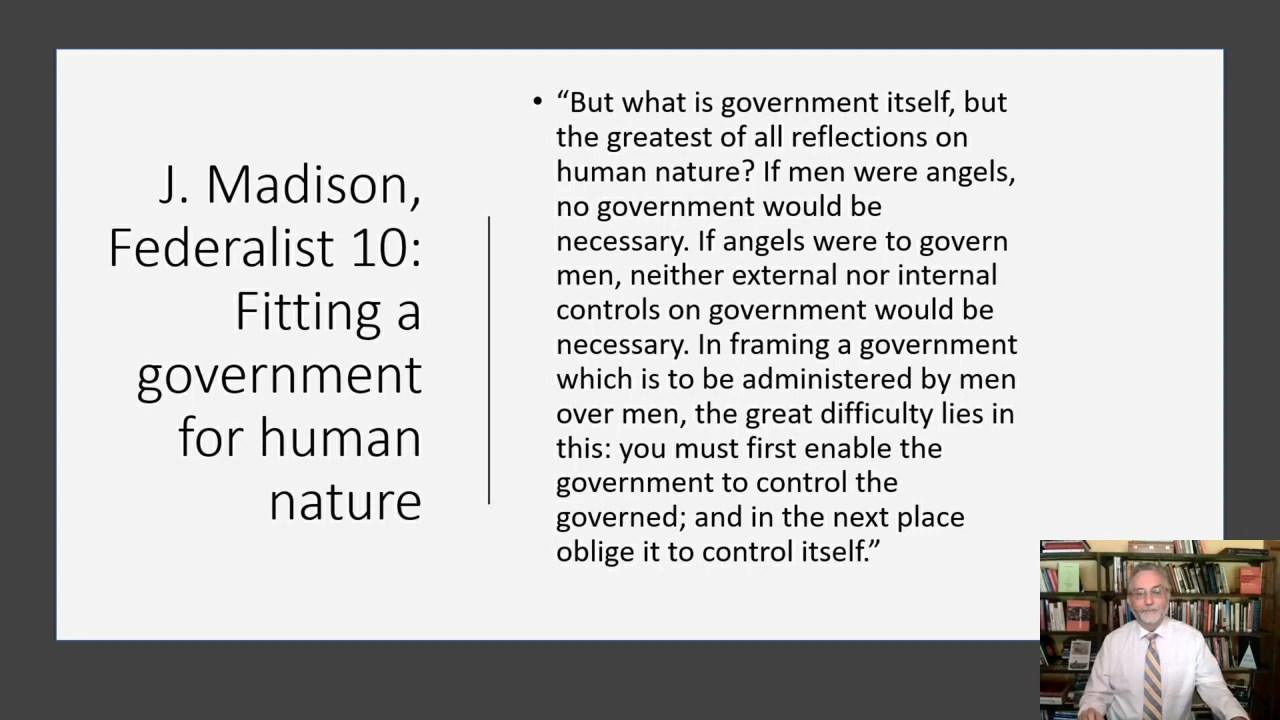 J. Madison,
Federalist 10:
Fitting a
government
for human
nature
• “But what is government itself, but
the greatest of all reflections on
human nature? If men were angels,
no government would be
necessary. If angels were to govern
men, neither external nor internal
controls on government would be
necessary. In framing a government
which is to be administered by men
over men, the great difficulty lies in
this: you must first enable the
government to control the
governed; and in the next place
oblige it to control itself.”